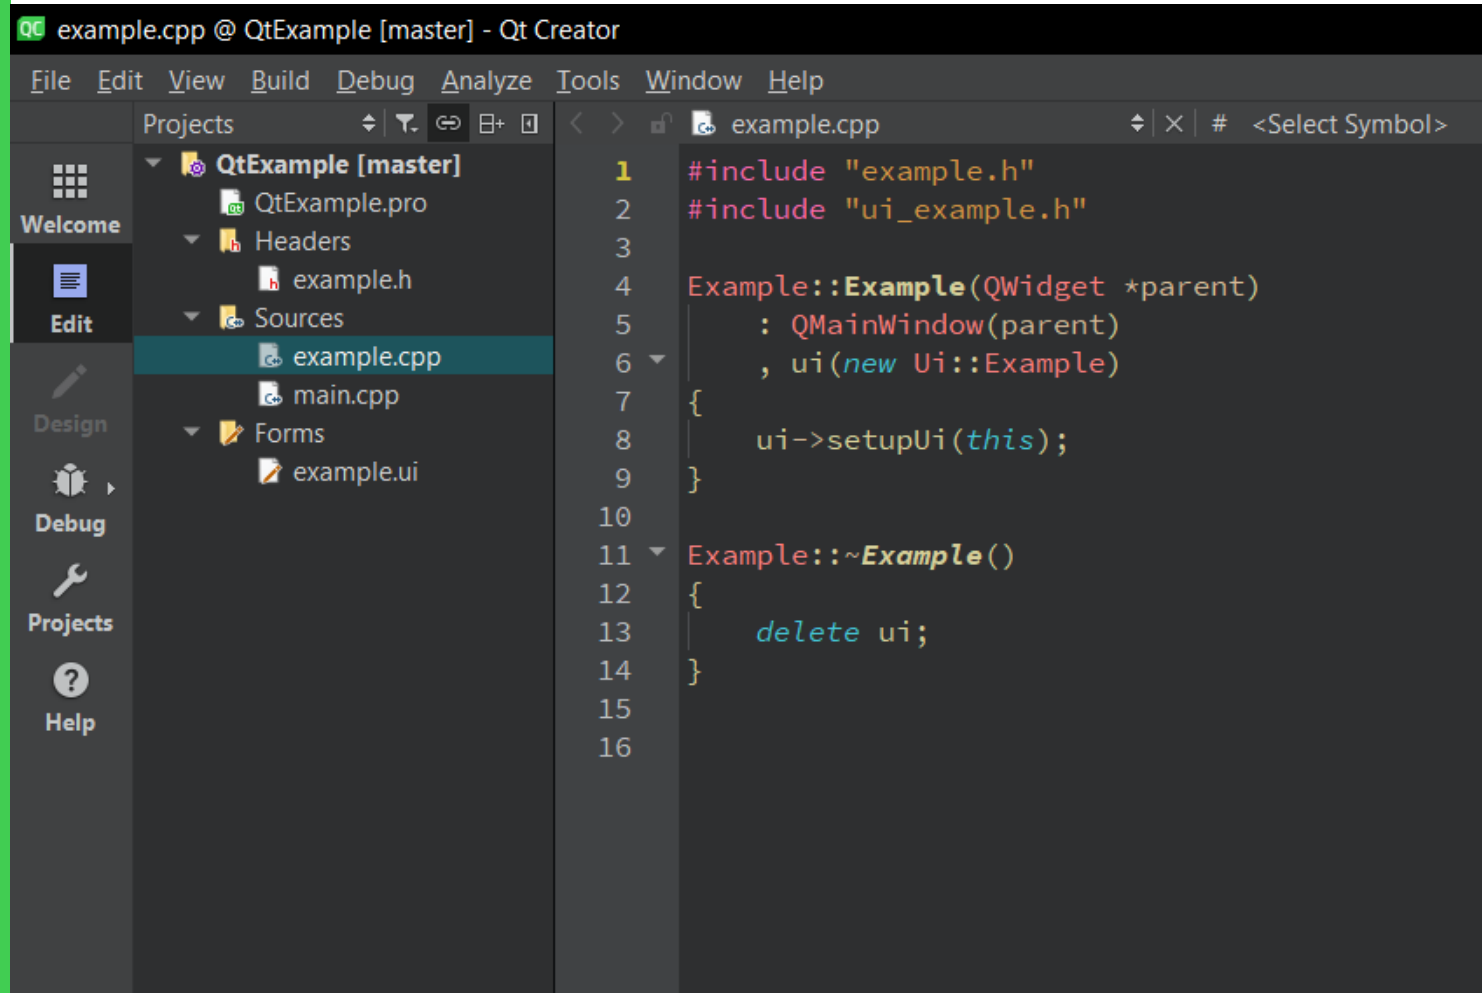 QC example.cpp @ QtExample [master] - Qt Creator
File Edit View Build Debug Analyze Tools Window Help
Projects
example.cpp
# <Select Symbol>
Welcome
Edit
Design
Debug
Projects
Help
QtExample [master]
QtExample.pro
Headers
example.h
Sources
example.cpp
main.cpp
Forms
example.ui
1 #include "example.h"
2 #include "ui_example.h"
3
4 Example::Example(QWidget *parent)
5     : QMainWindow(parent)
6     , ui(new Ui::Example)
7 {
8     ui->setupUi(this);
9 }
10
11 Example::~Example()
12 {
13     delete ui;
14 }
15
16